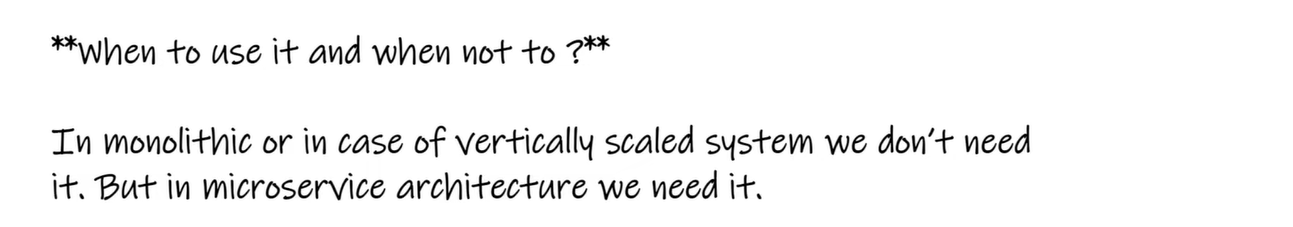 **When to use it and when not to ?**
In monolithic or in case of vertically scaled system we don't need
it. But in microservice architecture we need it.